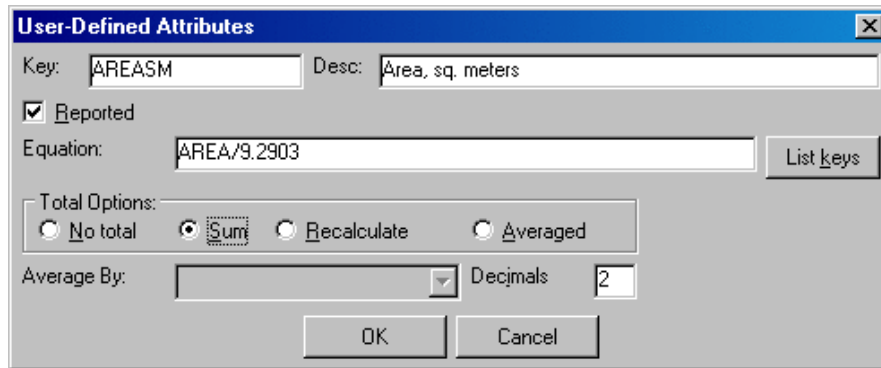 User-Defined Attributes
Key: AREASM Desc: Area, sq. meters
Reported
Equation: AREA/9.2903 List keys
Total Options:
No total Sum Recalculate Averaged
Average By: Decimals 2
OK Cancel